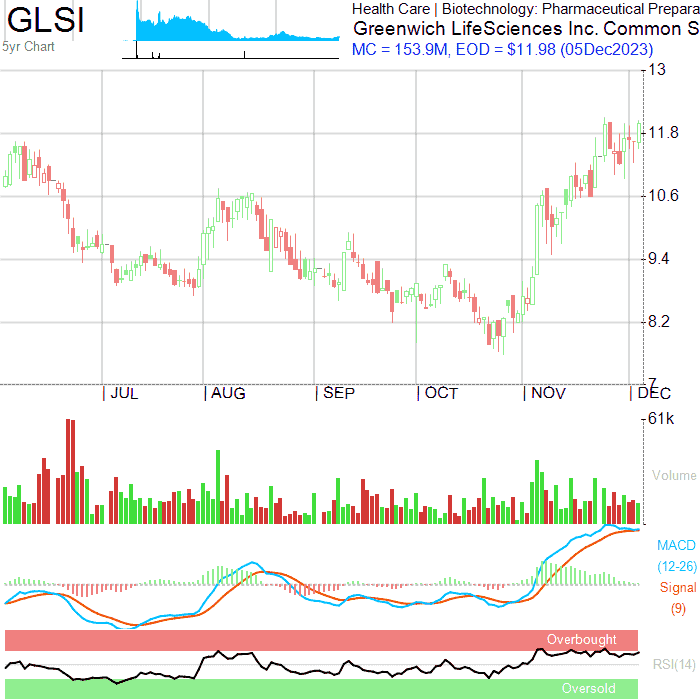 GLSI
5yr Chart
Health Care | Biotechnology: Pharmaceutical Prepara
Greenwich LifeSciences Inc. Common S
MC = 153.9M, EOD = $11.98 (05Dec2023)
13
11.8
10.6
9.4
8.2
7
JUL AUG SEP OCT NOV DEC
61k
Volume
MACD
(12-26)
Signal
(9)
Overbought
RSI(14)
Oversold